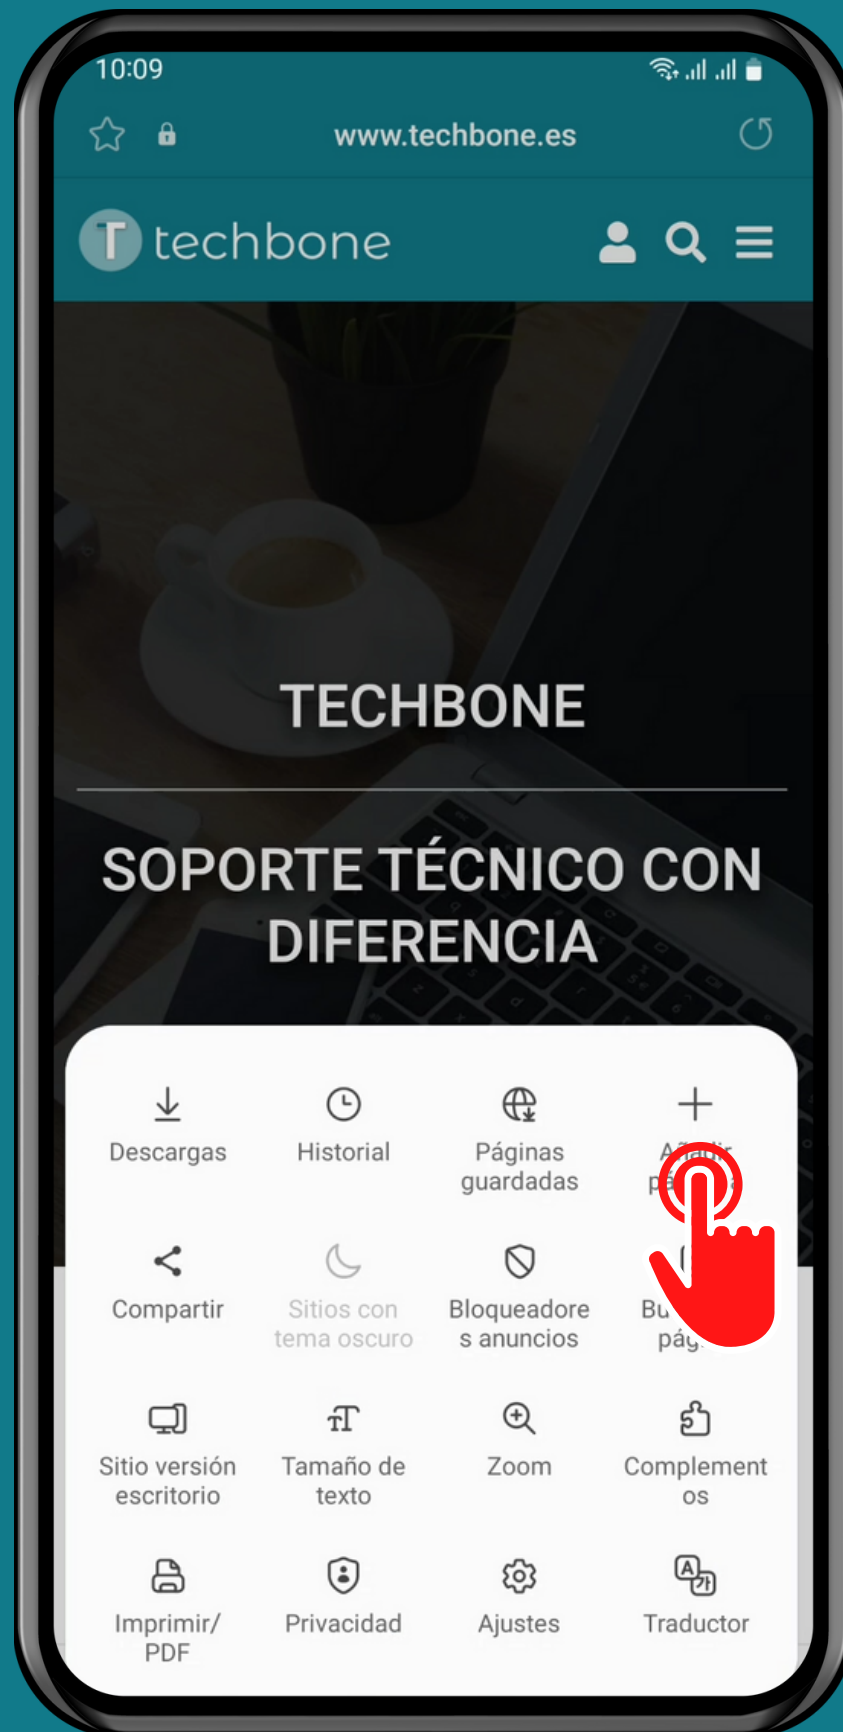 10:09
www.techbone.es
T techbone
TECHBONE
SOPORTE TÉCNICO CON
DIFERENCIA
Descargas
Historial
Páginas
guardadas
Añadir
Compartir
Sitios con
tema oscuro
Bloqueadore
s anuncios
Sitio versión
escritorio
Tamaño de
texto
Zoom
Complement
os
Imprimir/
PDF
Privacidad
Ajustes
Traductor